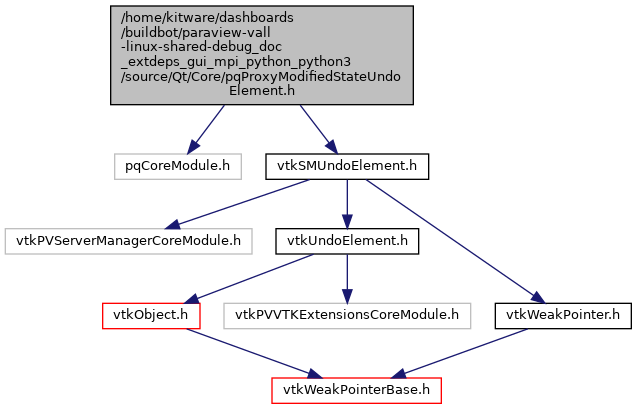 /home/kitware/dashboards
/buildbot/paraview-vall
-linux-shared-debug_doc
_extdeps_gui_mpi_python_python3
/source/Qt/Core/pqProxyModifiedStateUndo
Element.h
pqCoreModule.h
vtkSMUndoElement.h
vtkPVServerManagerCoreModule.h
vtkUndoElement.h
vtkObject.h
vtkPVVTKExtensionsCoreModule.h
vtkWeakPointer.h
vtkWeakPointerBase.h